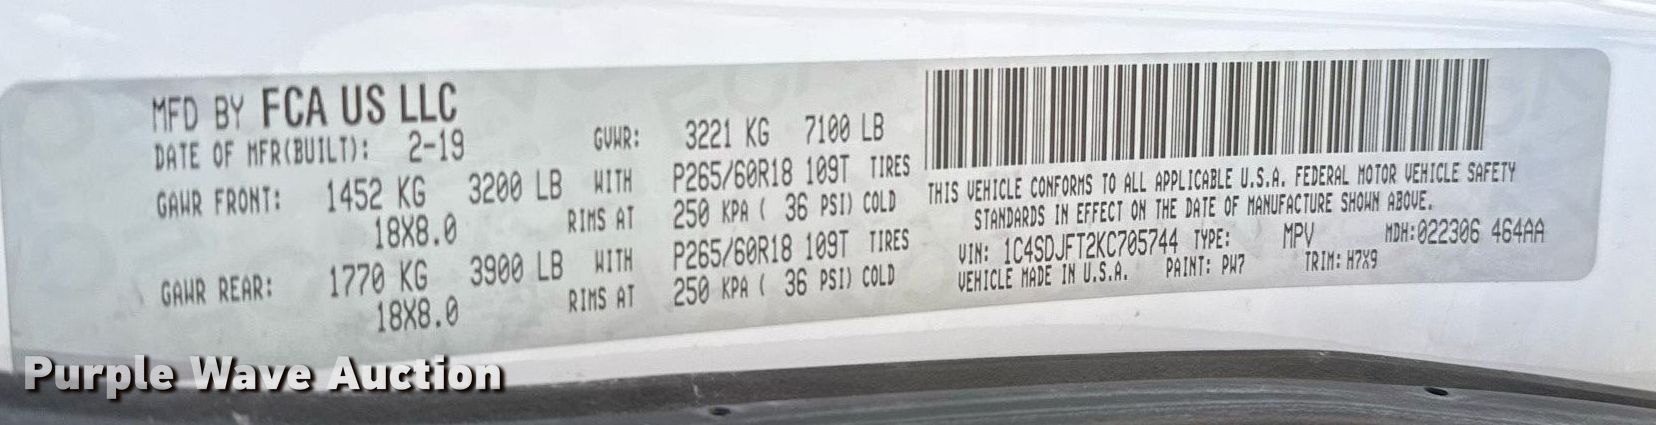 MFD BY FCA US LLC
DATE OF MFR(BUILT): 2-19 GVWR: 3221 KG 7100 LB
GAWR FRONT: 1452 KG 3200 LB WITH P265/60R18 109T TIRES
18X8.0 RIMS AT 250 KPA ( 36 PSI) COLD
GAWR REAR: 1770 KG 3900 LB WITH P265/60R18 109T TIRES
18X8.0 RIMS AT 250 KPA ( 36 PSI) COLD
THIS VEHICLE CONFORMS TO ALL APPLICABLE U.S.A. FEDERAL MOTOR VEHICLE SAFETY
STANDARDS IN EFFECT ON THE DATE OF MANUFACTURE SHOWN ABOVE.
VIN: 1C4SDJFT2KC705744 TYPE: MPV MDH:022306 464AA
VEHICLE MADE IN U.S.A. PAINT: PW7 TRIM: H7X9
Purple Wave Auction